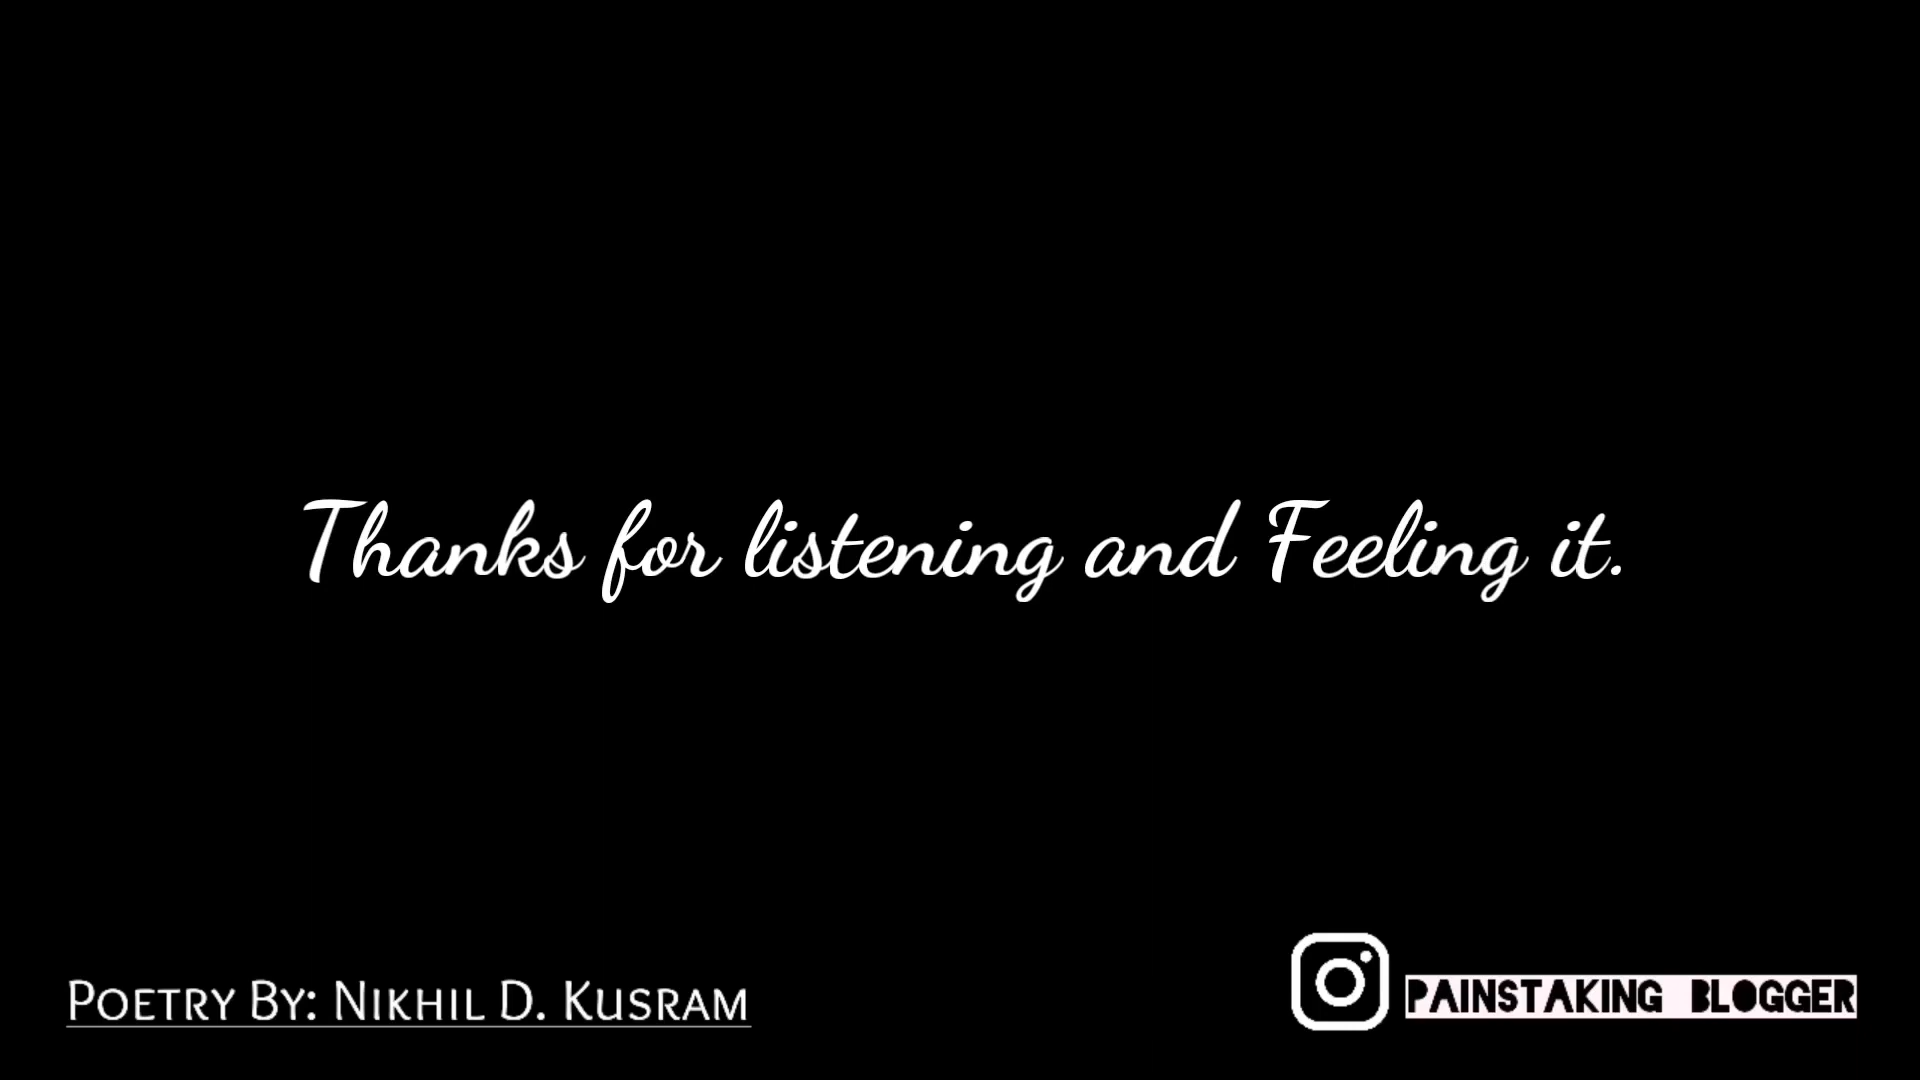 Thanks for listening and Feeling it.
POETRY BY: NIKHIL D. KUSRAM
PAINSTAKING BLOGGER